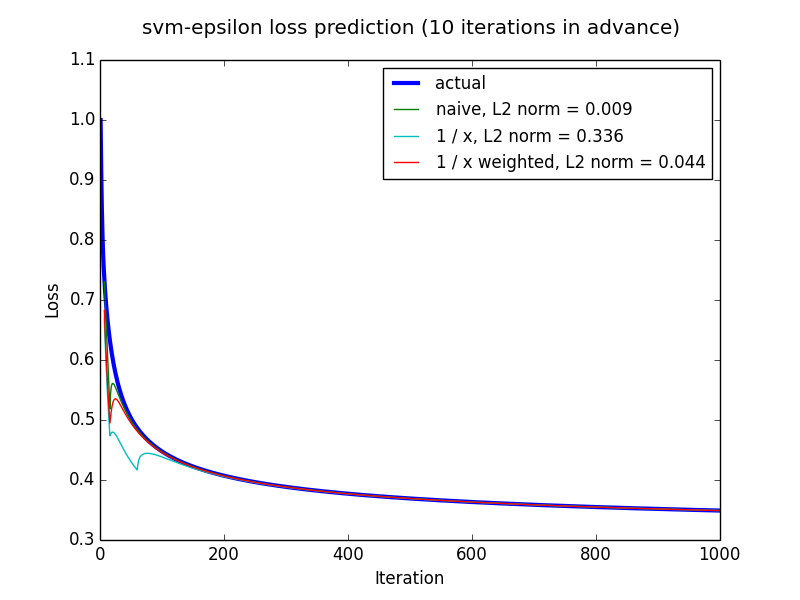 svm-epsilon loss prediction (10 iterations in advance)
1.1
1.0
0.9
0.8
0.7
0.6
0.5
0.4
0.3
Loss
actual
naive, L2 norm = 0.009
1 / x, L2 norm = 0.336
1 / x weighted, L2 norm = 0.044
0 200 400 600 800 1000
Iteration